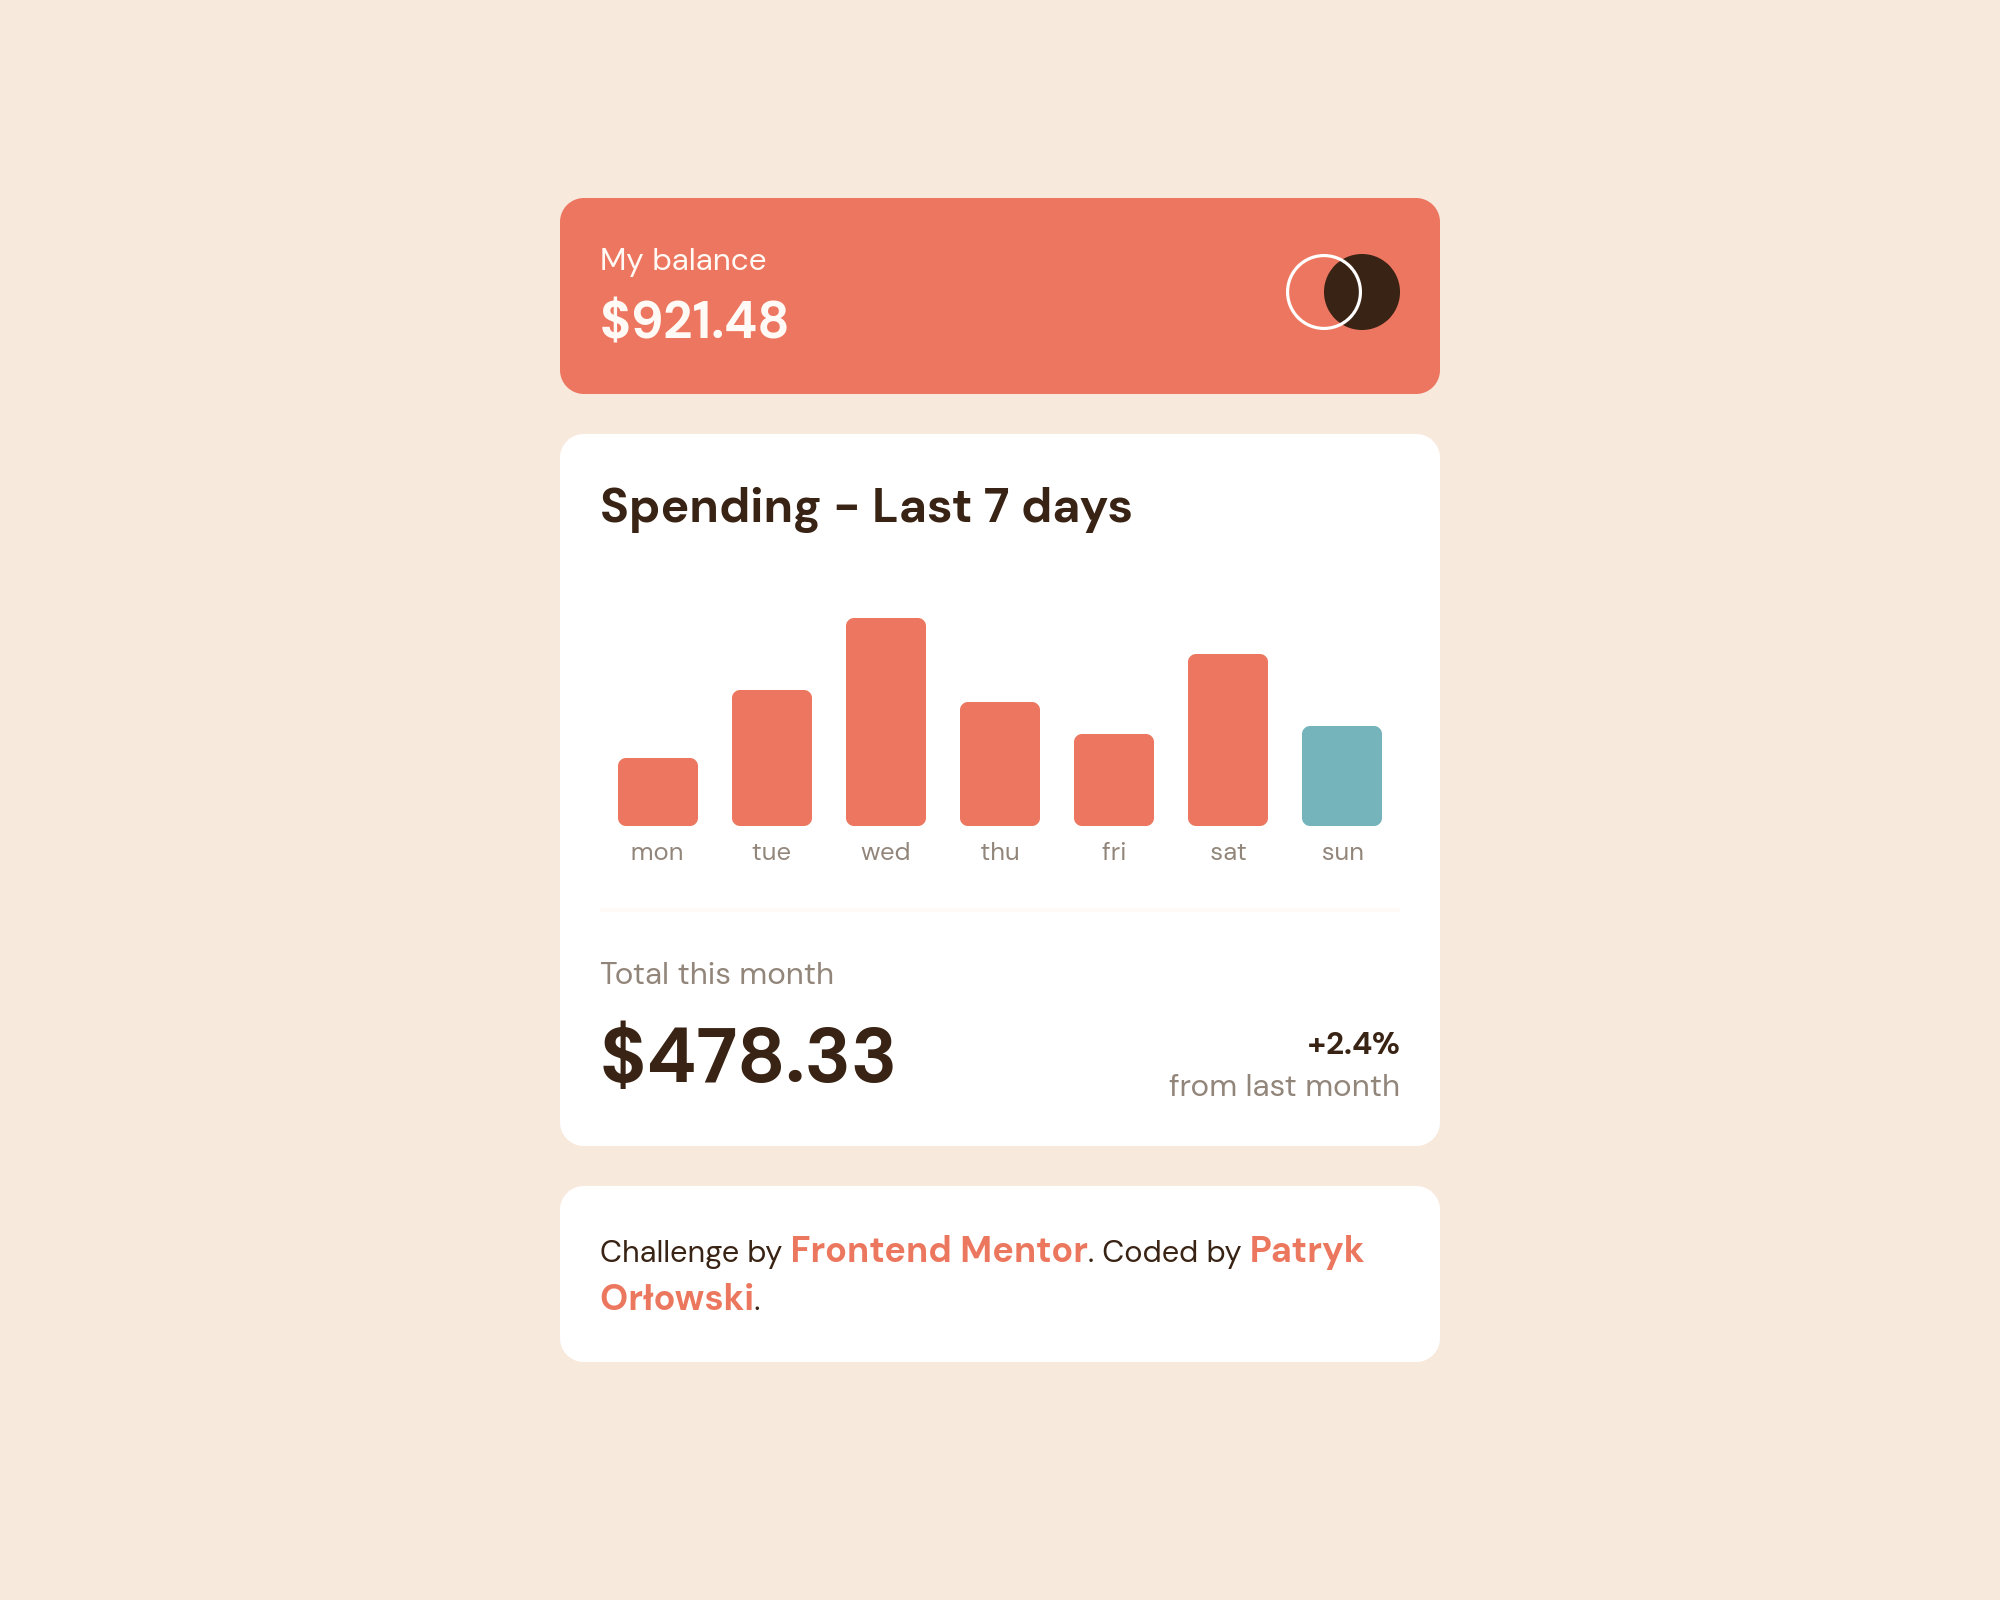 My balance
$921.48
Spending - Last 7 days
mon tue wed thu fri sat sun
Total this month
$478.33
+2.4%
from last month
Challenge by Frontend Mentor. Coded by Patryk
Orłowski.